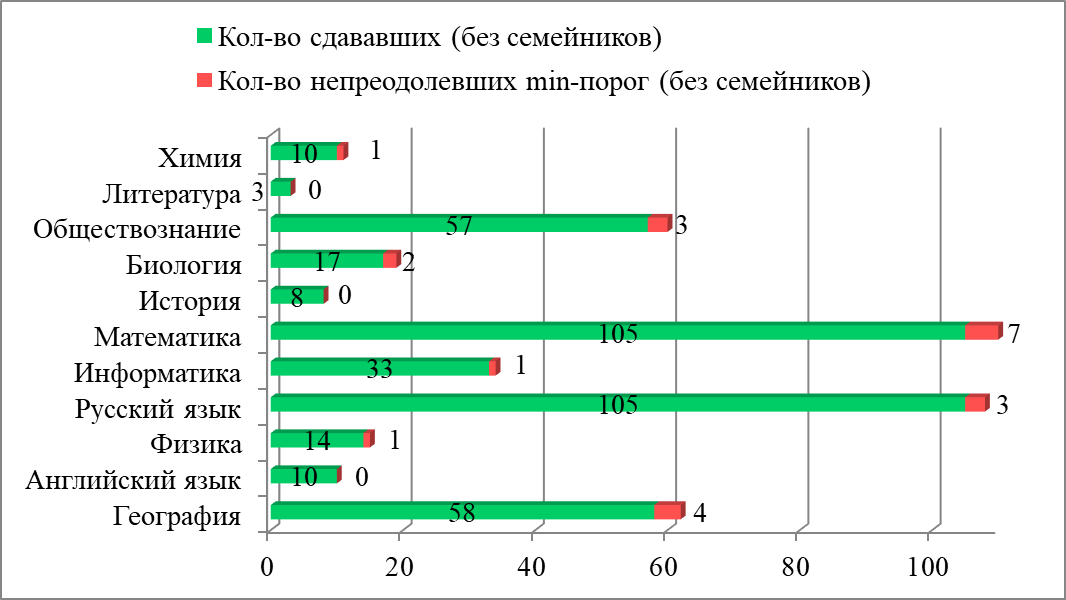 Кол-во сдававших (без семейников)
Кол-во непреодолевших min-порог (без семейников)
Химия 10 1
Литература 3 0
Обществознание 57 3
Биология 17 2
История 8 0
Математика 105 7
Информатика 33 1
Русский язык 105 3
Физика 14 1
Английский язык 10 0
География 58 4
0 20 40 60 80 100